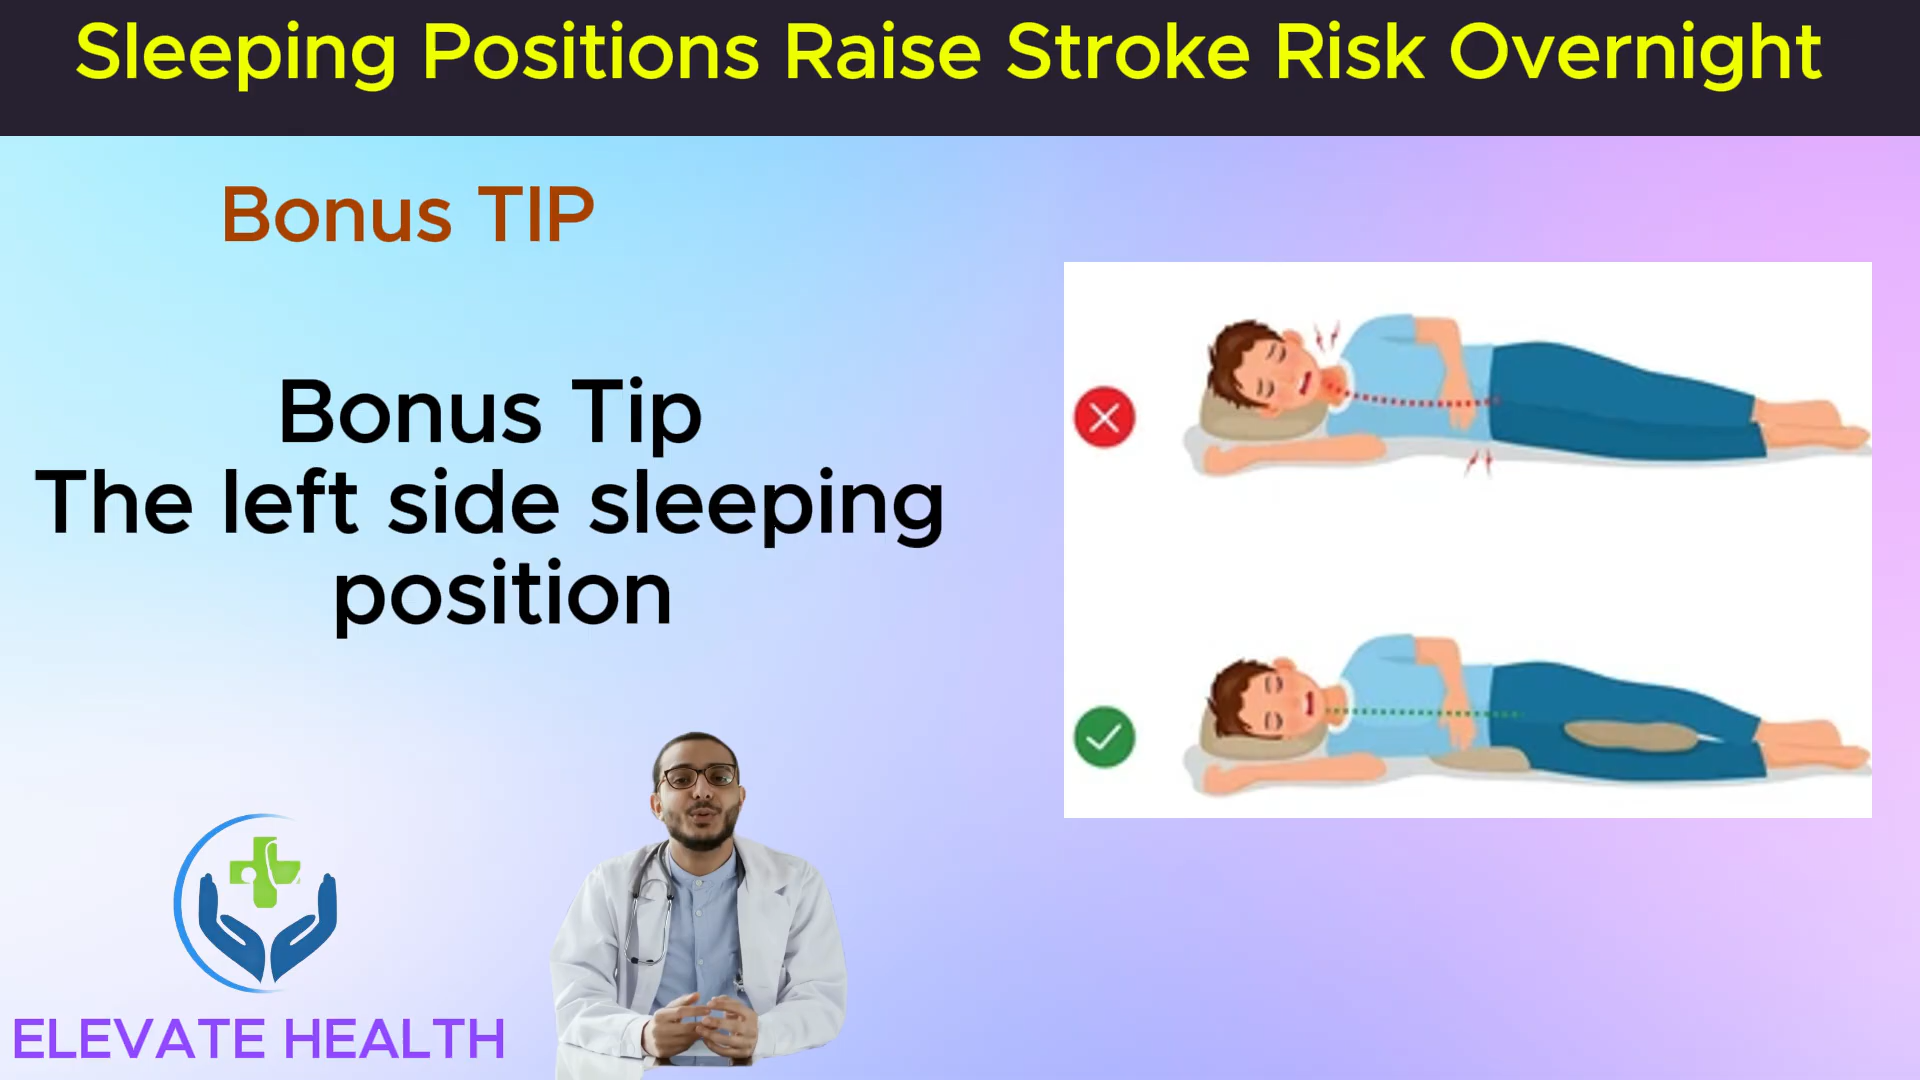 Sleeping Positions Raise Stroke Risk Overnight
Bonus TIP
Bonus Tip
The left side sleeping
position
ELEVATE HEALTH